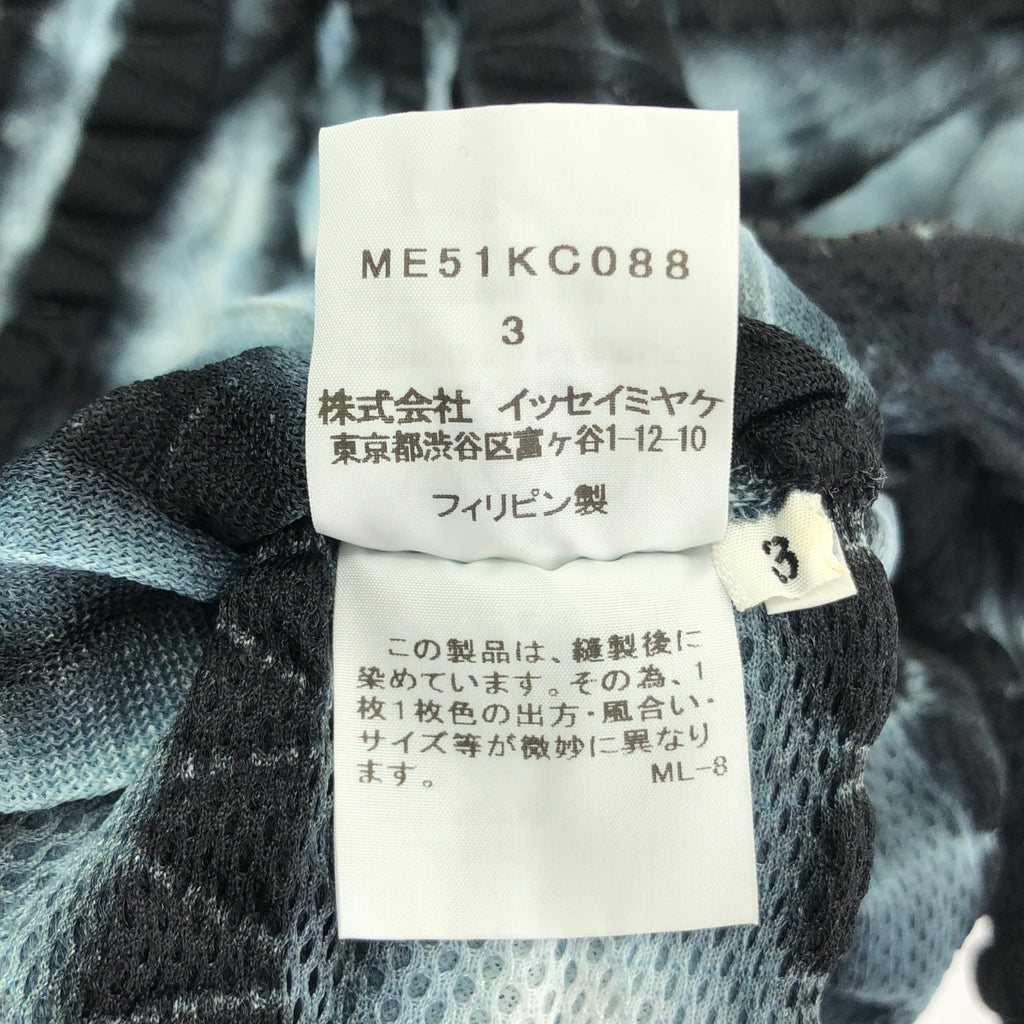 ME51KC088
3
株式会社 イッセイミヤケ
東京都渋谷区富ヶ谷1-12-10
フィリピン製
3
この製品は、縫製後に
染めています。その為、1
枚1枚色の出方・風合い・
サイズ等が微妙に異なり
ます。 ML-8